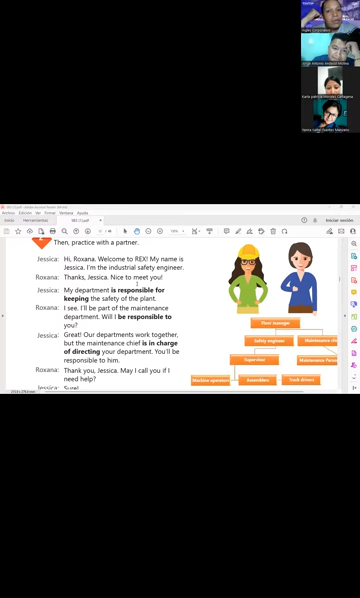 Then, practice with a partner.
Jessica: Hi, Roxana. Welcome to REX! My name is
Jessica. I'm the industrial safety engineer.
Roxana: Thanks, Jessica. Nice to meet you!
Jessica: My department is responsible for
keeping the safety of the plant.
Roxana: I see. I'll be part of the maintenance
department. Will I be responsible to
you?
Jessica: Great! Our departments work together,
but the maintenance chief is in charge
of directing your department. You'll be
responsible to him.
Roxana: Thank you, Jessica. May I call you if I
need help?
Jessica: Sure!
Plant manager
Safety engineer
Supervisor
Machine operators
Assemblers
Truck drivers
Inicio
Herramientas
Iniciar sesión
Archivo
Edición
Ver
Firmar
Ventana
Ayuda